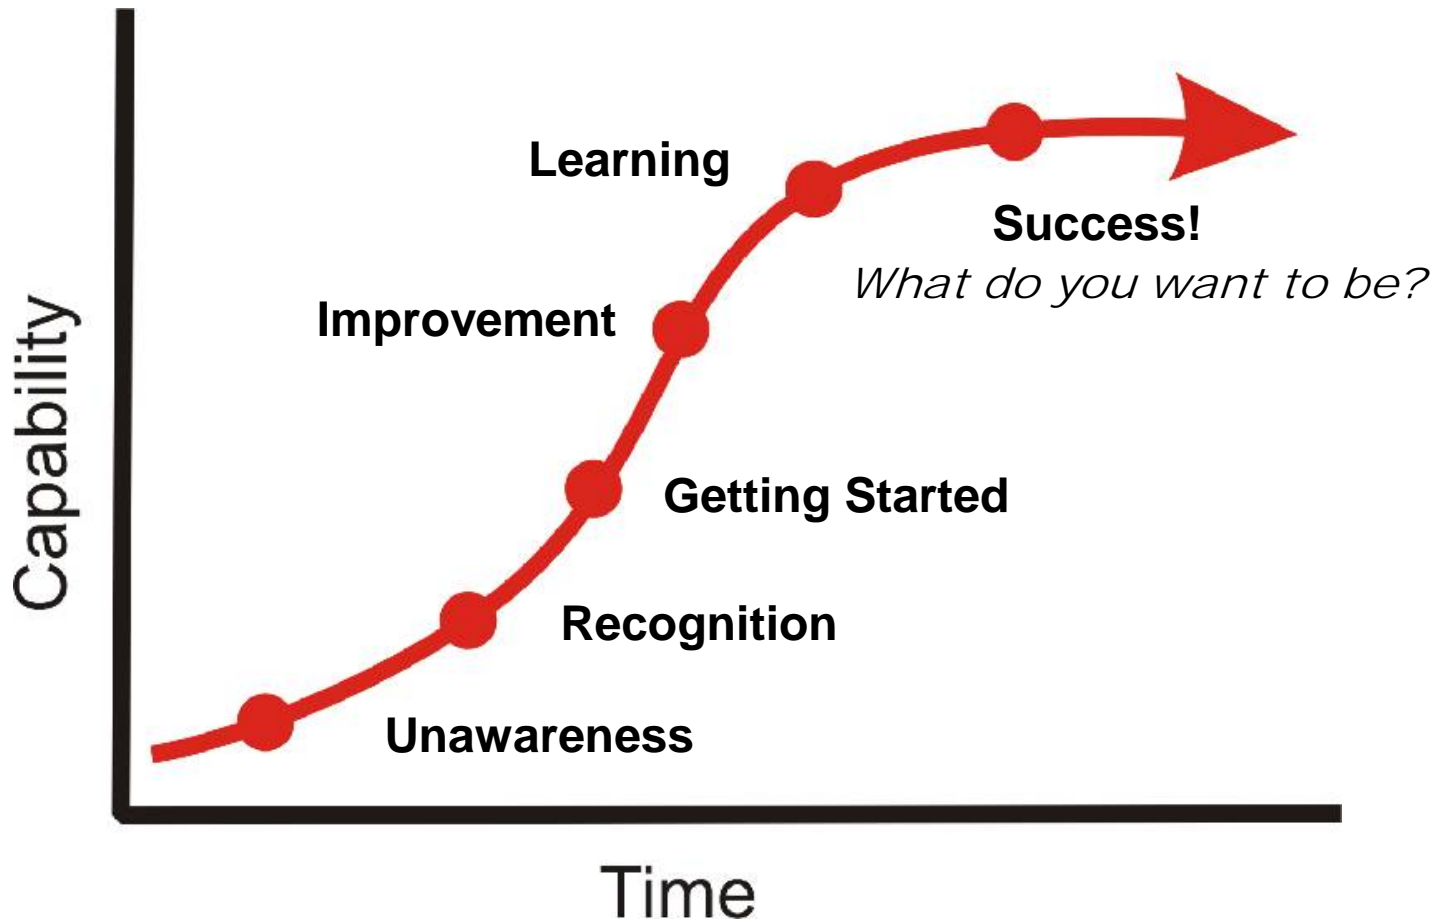 Learning
Success!
What do you want to be?
Improvement
Capability
Getting Started
Recognition
Unawareness
Time